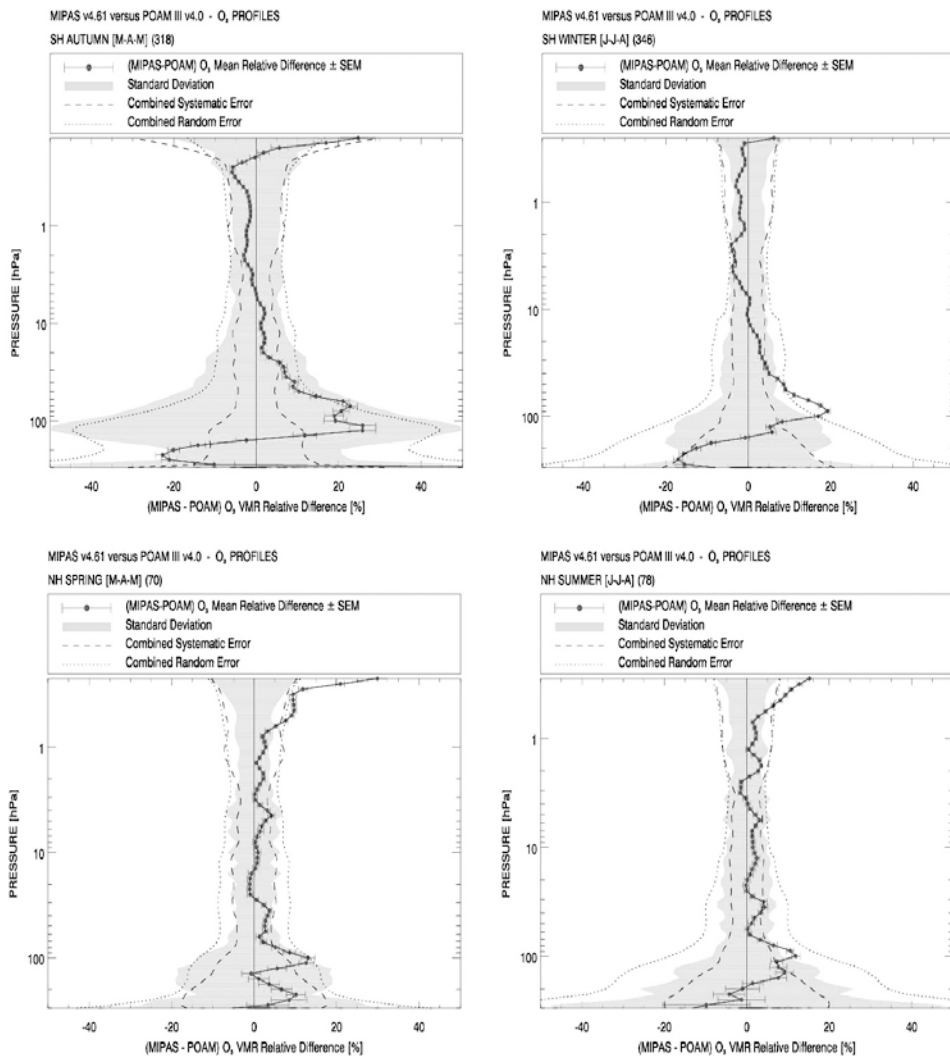 MIPAS v4.61 versus POAM III v4.0 - O₃ PROFILES
SH AUTUMN [M-A-M] (318)
(MIPAS-POAM) O₃ Mean Relative Difference ± SEM
Standard Deviation
Combined Systematic Error
Combined Random Error
PRESSURE [hPa]
1
10
100
-40
-20
0
20
40
(MIPAS - POAM) O₃ VMR Relative Difference [%]
MIPAS v4.61 versus POAM III v4.0 - O₃ PROFILES
SH WINTER [J-J-A] (346)
(MIPAS-POAM) O₃ Mean Relative Difference ± SEM
Standard Deviation
Combined Systematic Error
Combined Random Error
PRESSURE [hPa]
1
10
100
-40
-20
0
20
40
(MIPAS - POAM) O₃ VMR Relative Difference [%]
MIPAS v4.61 versus POAM III v4.0 - O₃ PROFILES
NH SPRING [M-A-M] (70)
(MIPAS-POAM) O₃ Mean Relative Difference ± SEM
Standard Deviation
Combined Systematic Error
Combined Random Error
PRESSURE [hPa]
1
10
100
-40
-20
0
20
40
(MIPAS - POAM) O₃ VMR Relative Difference [%]
MIPAS v4.61 versus POAM III v4.0 - O₃ PROFILES
NH SUMMER [J-J-A] (78)
(MIPAS-POAM) O₃ Mean Relative Difference ± SEM
Standard Deviation
Combined Systematic Error
Combined Random Error
PRESSURE [hPa]
1
10
100
-40
-20
0
20
40
(MIPAS - POAM) O₃ VMR Relative Difference [%]